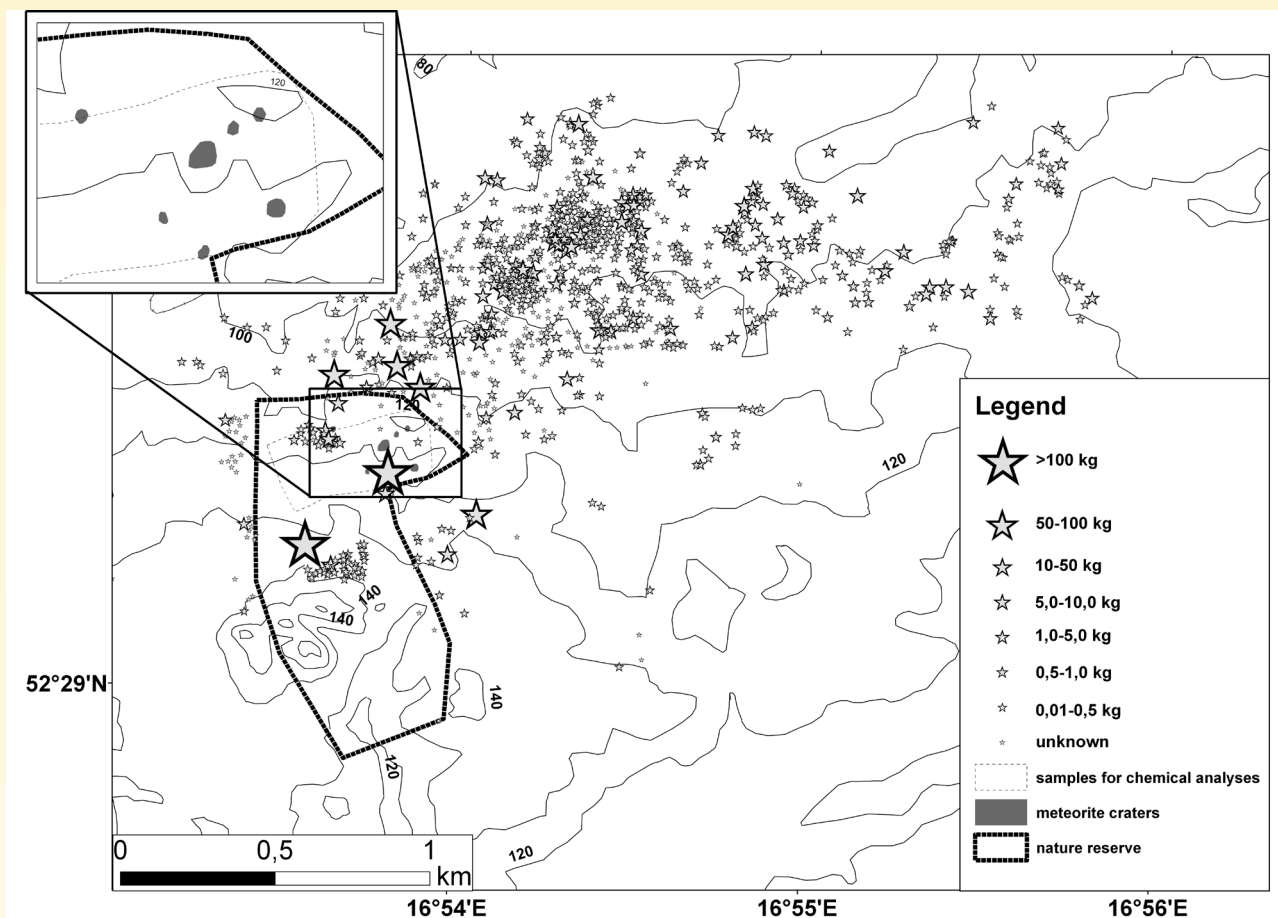 120
80
100
120
120
140
140
140
120
120
52°29'N
Legend
>100 kg
50-100 kg
10-50 kg
5,0-10,0 kg
1,0-5,0 kg
0,5-1,0 kg
0,01-0,5 kg
unknown
samples for chemical analyses
meteorite craters
nature reserve
0 0,5 1
km
16°54'E 16°55'E 16°56'E